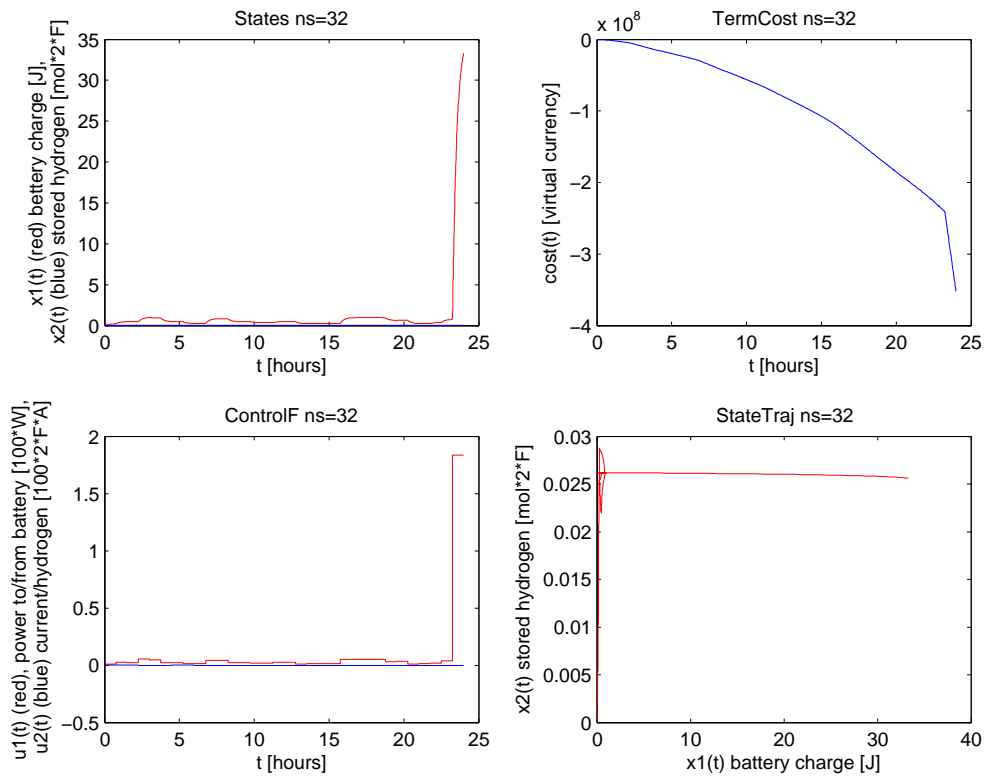 States ns=32
x1(t) (red) bettery charge [J],
x2(t) (blue) stored hydrogen [mol*2*F]
35
30
25
20
15
10
5
0
0 5 10 15 20 25
t [hours]
TermCost ns=32
x 10^8
cost(t) [virtual currency]
0
−1
−2
−3
−4
0 5 10 15 20 25
t [hours]
ControlF ns=32
u1(t) (red), power to/from battery [100*W],
u2(t) (blue) current/hydrogen [100*2*F*A]
2
1.5
1
0.5
0
−0.5
0 5 10 15 20 25
t [hours]
StateTraj ns=32
x2(t) stored hydrogen [mol*2*F]
0.03
0.025
0.02
0.015
0.01
0.005
0
0 10 20 30 40
x1(t) battery charge [J]